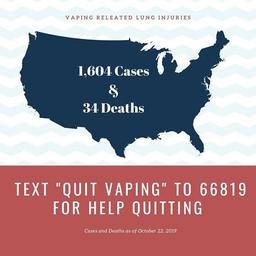 VAPING RELEATED LUNG INJURIES
1,604 Cases
&
34 Deaths
TEXT "QUIT VAPING" TO 66819
FOR HELP QUITTING
Cases and Deaths as of October 22, 2019